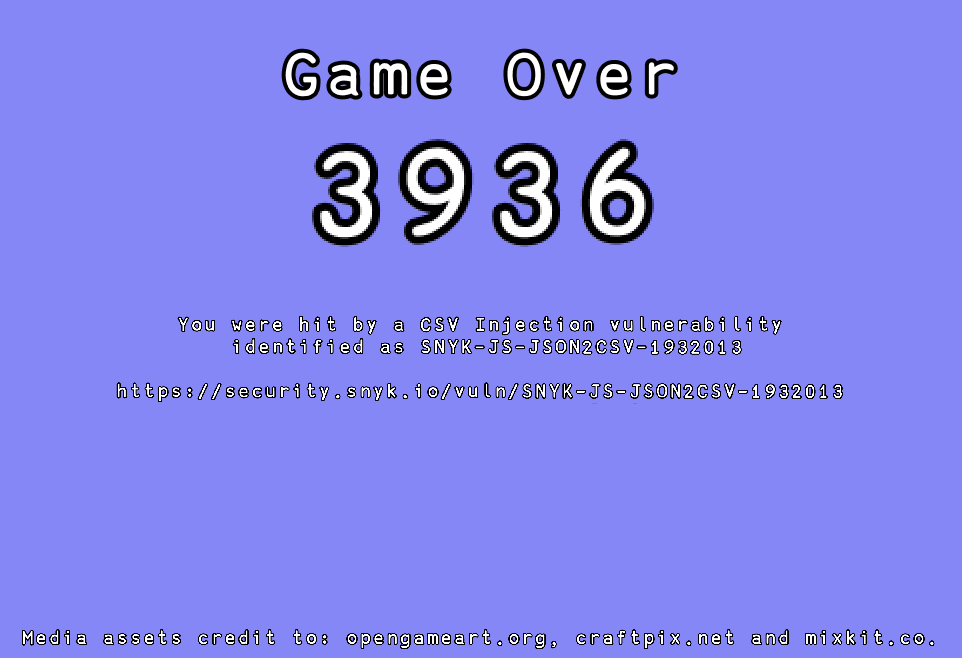 Game Over
3936
You were hit by a CSV Injection vulnerability
identified as SNYK-JS-JSON2CSV-1932013
https://security.snyk.io/vuln/SNYK-JS-JSON2CSV-1932013
Media assets credit to: opengameart.org, craftpix.net and mixkit.co.